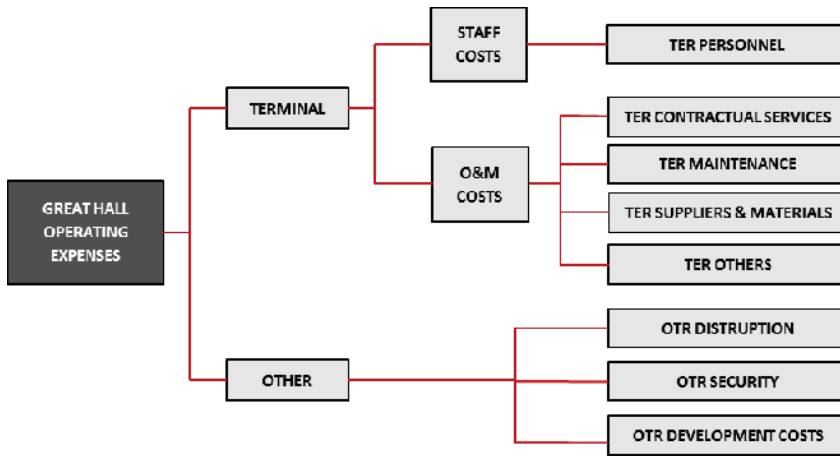 STAFF
COSTS
TER PERSONNEL
TERMINAL
TER CONTRACTUAL SERVICES
O&M
COSTS
TER MAINTENANCE
TER SUPPLIERS & MATERIALS
GREAT HALL
OPERATING
EXPENSES
TER OTHERS
OTR DISTRUPTION
OTHER
OTR SECURITY
OTR DEVELOPMENT COSTS